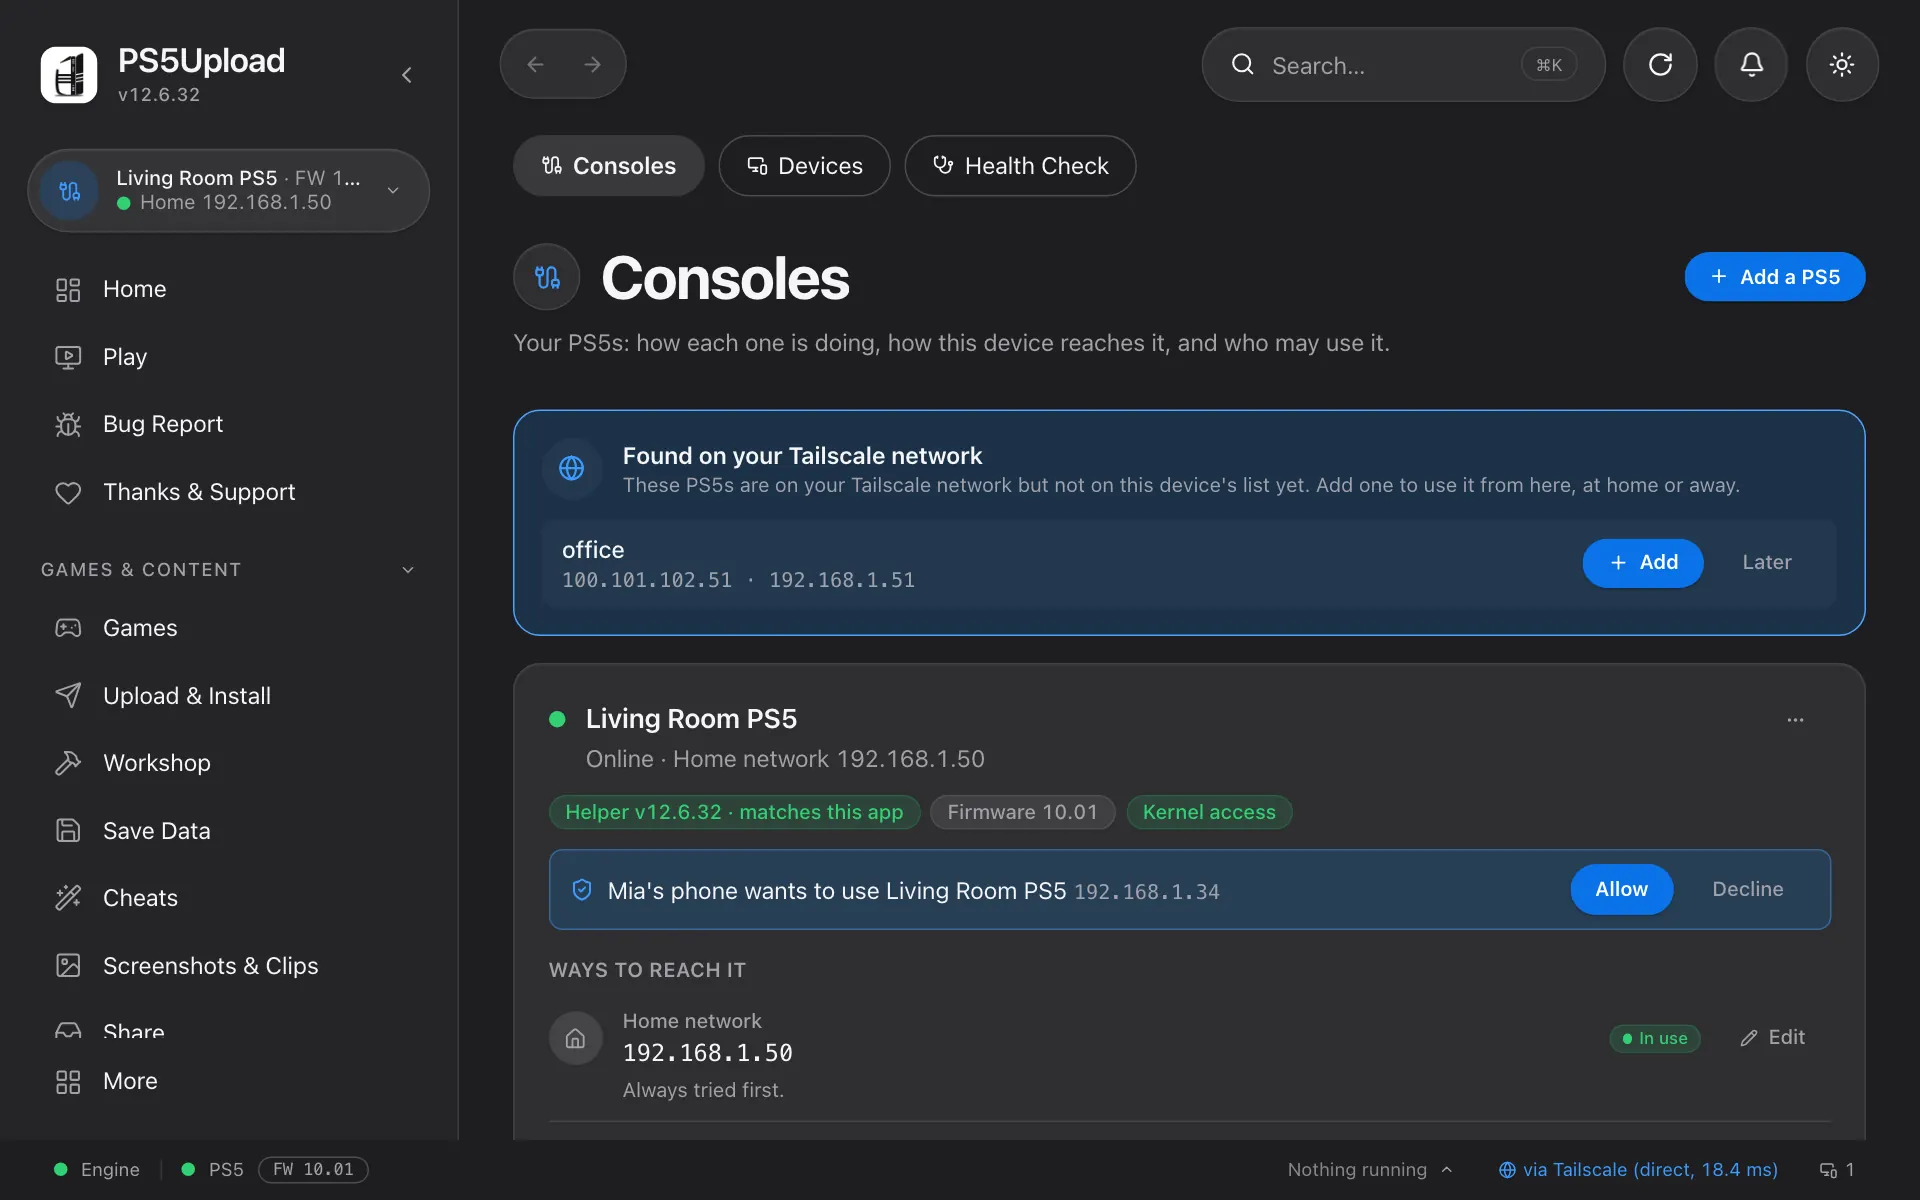 PS5Upload
v12.6.32
Living Room PS5 · FW 1...
Home 192.168.1.50
Home
Play
Bug Report
Thanks & Support
GAMES & CONTENT
Games
Upload & Install
Workshop
Save Data
Cheats
Screenshots & Clips
Share
More
Search...
⌘K
Consoles
Devices
Health Check
Consoles
Add a PS5
Your PS5s: how each one is doing, how this device reaches it, and who may use it.
Found on your Tailscale network
These PS5s are on your Tailscale network but not on this device's list yet. Add one to use it from here, at home or away.
office
100.101.102.51 · 192.168.1.51
Add
Later
Living Room PS5
Online · Home network 192.168.1.50
Helper v12.6.32 · matches this app
Firmware 10.01
Kernel access
Mia's phone wants to use Living Room PS5 192.168.1.34
Allow
Decline
WAYS TO REACH IT
Home network
192.168.1.50
Always tried first.
In use
Edit
Engine
PS5
FW 10.01
Nothing running
via Tailscale (direct, 18.4 ms)
1